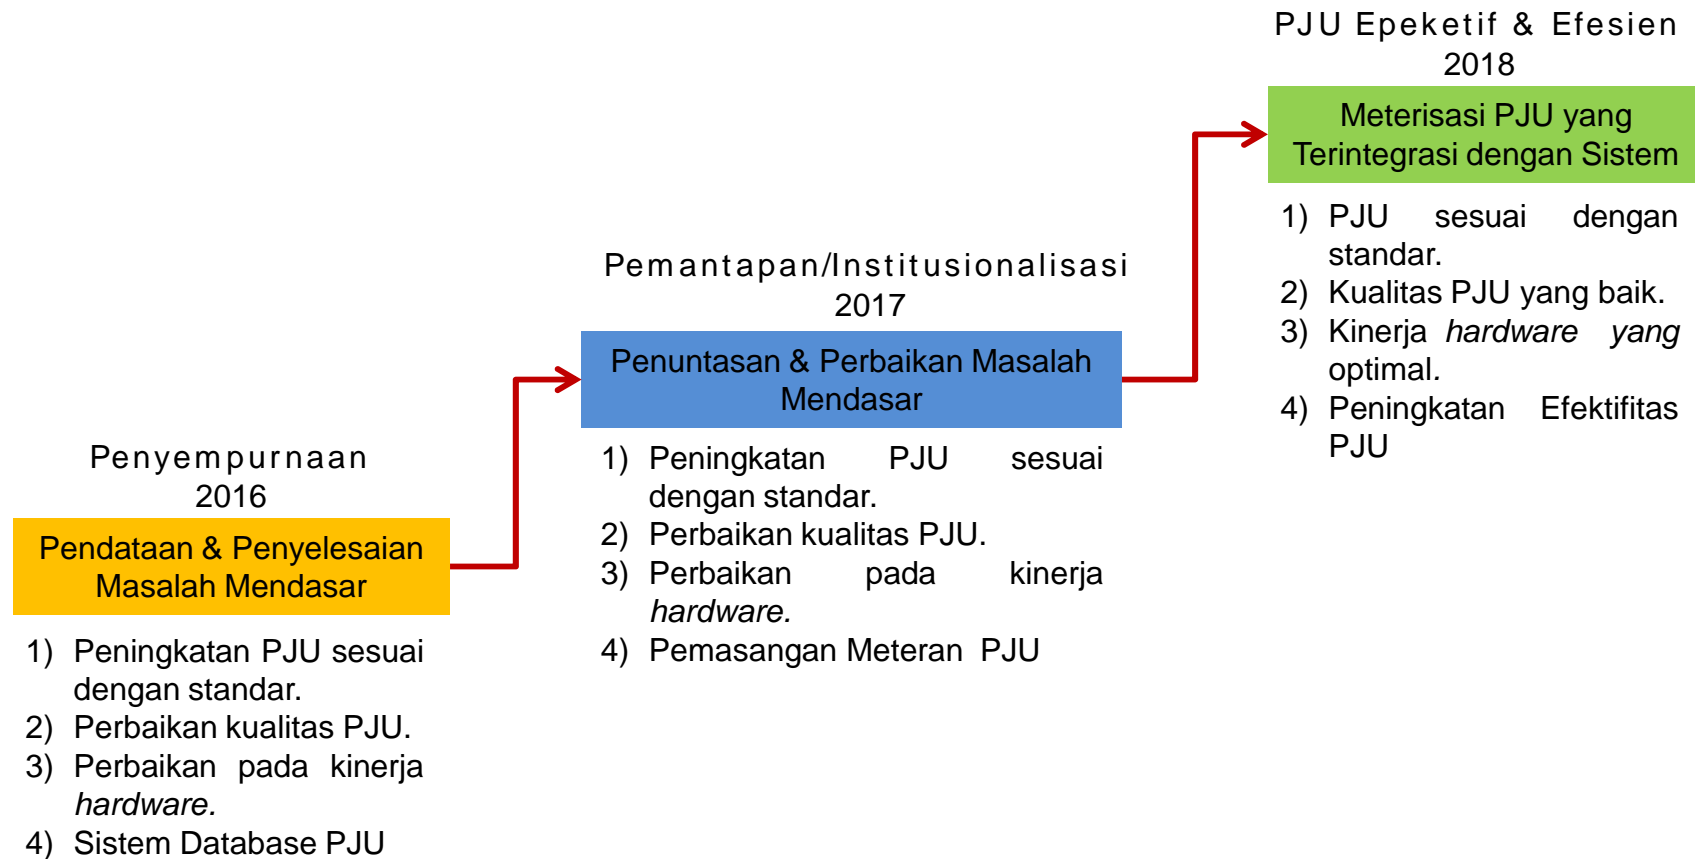 Penyempurnaan
2016
Pendataan & Penyelesaian
Masalah Mendasar
1) Peningkatan PJU sesuai
dengan standar.
2) Perbaikan kualitas PJU.
3) Perbaikan pada kinerja
hardware.
4) Sistem Database PJU
Pemantapan/Institusionalisasi
2017
Penuntasan & Perbaikan Masalah
Mendasar
1) Peningkatan PJU sesuai
dengan standar.
2) Perbaikan kualitas PJU.
3) Perbaikan pada kinerja
hardware.
4) Pemasangan Meteran PJU
PJU Epeketif & Efesien
2018
Meterisasi PJU yang
Terintegrasi dengan Sistem
1) PJU sesuai dengan
standar.
2) Kualitas PJU yang baik.
3) Kinerja hardware yang
optimal.
4) Peningkatan Efektifitas
PJU